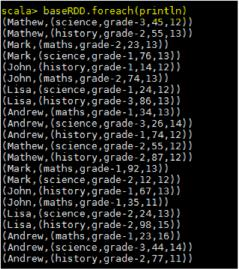 scala> baseRDD.foreach(println)
(Mathew,(science,grade-3,45,12))
(Mathew,(history,grade-2,55,13))
(Mark,(maths,grade-2,23,13))
(Mark,(science,grade-1,76,13))
(John,(history,grade-1,14,12))
(John,(maths,grade-2,74,13))
(Lisa,(science,grade-1,24,12))
(Lisa,(history,grade-3,86,13))
(Andrew,(maths,grade-1,34,13))
(Andrew,(science,grade-3,26,14))
(Andrew,(history,grade-1,74,12))
(Mathew,(science,grade-2,55,12))
(Mathew,(history,grade-2,87,12))
(Mark,(maths,grade-1,92,13))
(Mark,(science,grade-2,12,12))
(John,(history,grade-1,67,13))
(John,(maths,grade-1,35,11))
(Lisa,(science,grade-2,24,13))
(Lisa,(history,grade-2,98,15))
(Andrew,(maths,grade-1,23,16))
(Andrew,(science,grade-3,44,14))
(Andrew,(history,grade-2,77,11))